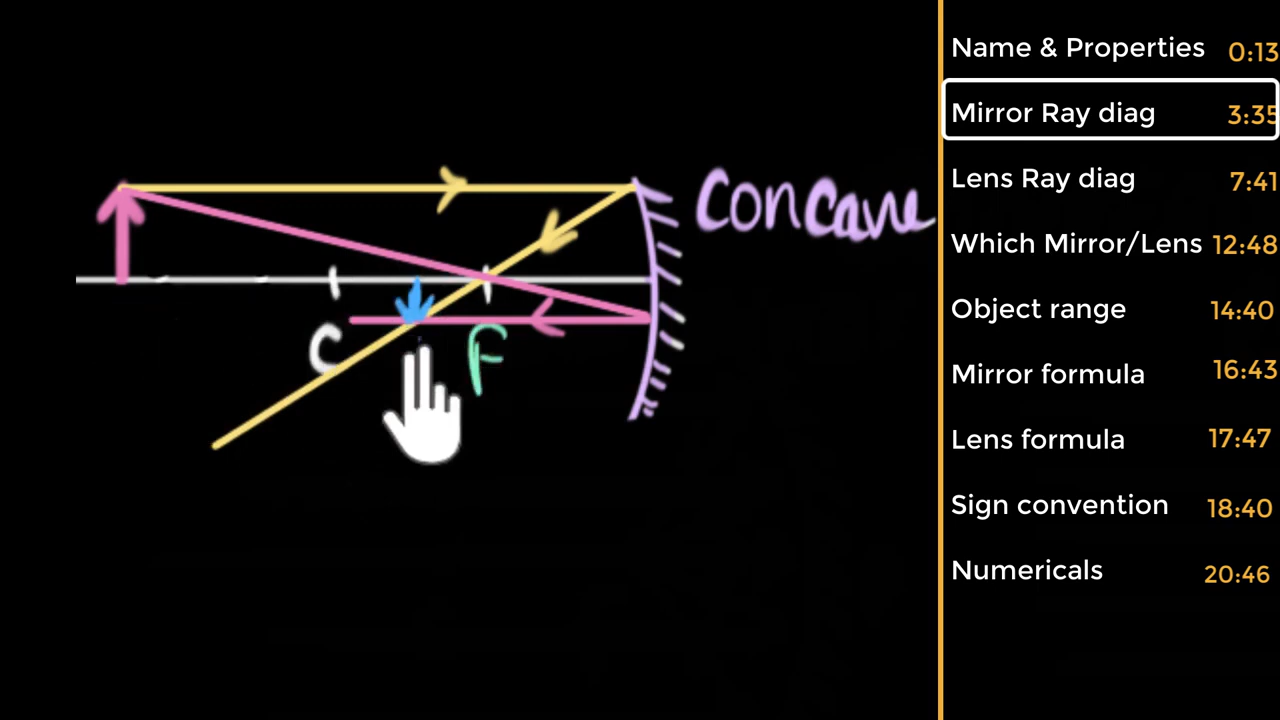 concave
C
F
Name & Properties 0:13
Mirror Ray diag 3:35
Lens Ray diag 7:41
Which Mirror/Lens 12:48
Object range 14:40
Mirror formula 16:43
Lens formula 17:47
Sign convention 18:40
Numericals 20:46